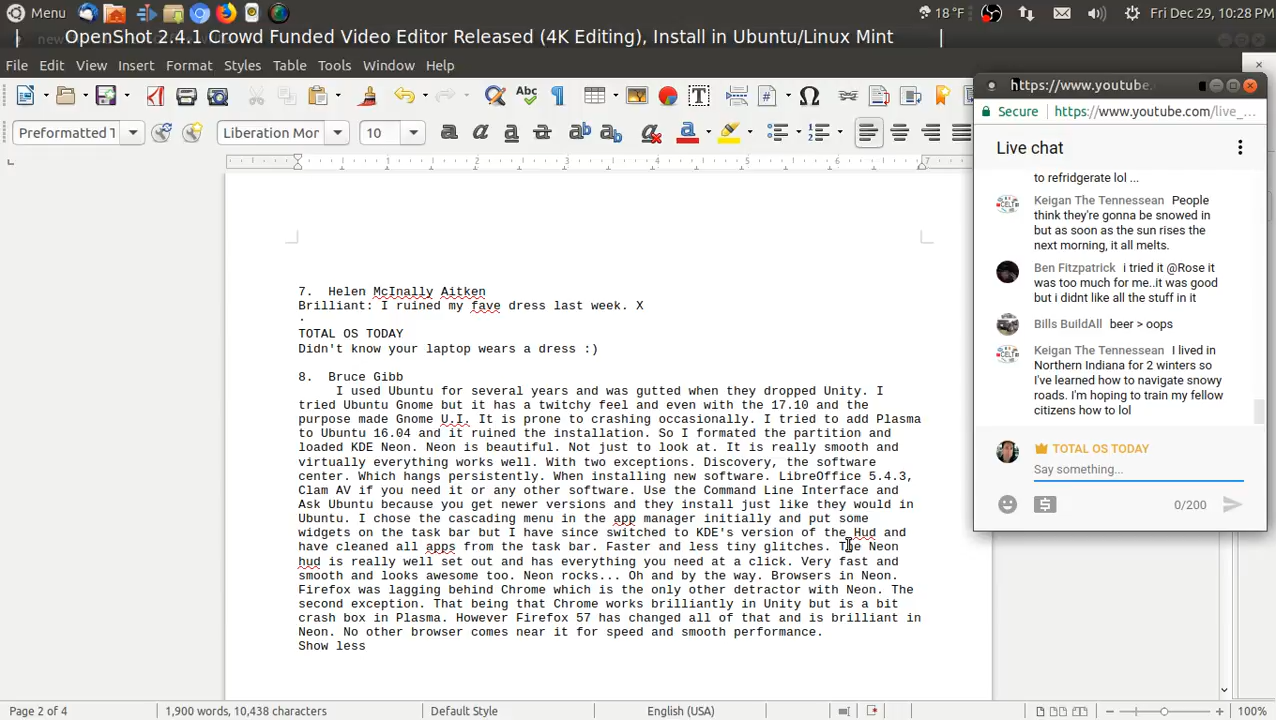 Menu
18 °F
Fri Dec 29, 10:28 PM
| OpenShot 2.4.1 Crowd Funded Video Editor Released (4K Editing), Install in Ubuntu/Linux Mint |
File Edit View Insert Format Styles Table Tools Window Help
Preformatted T
Liberation Mor
10
1 2 3 4 5 6 7
7. Helen McInally Aitken
Brilliant: I ruined my fave dress last week. X
.
TOTAL OS TODAY
Didn't know your laptop wears a dress :)
8. Bruce Gibb
I used Ubuntu for several years and was gutted when they dropped Unity. I
tried Ubuntu Gnome but it has a twitchy feel and even with the 17.10 and the
purpose made Gnome U.I. It is prone to crashing occasionally. I tried to add Plasma
to Ubuntu 16.04 and it ruined the installation. So I formated the partition and
loaded KDE Neon. Neon is beautiful. Not just to look at. It is really smooth and
virtually everything works well. With two exceptions. Discovery, the software
center. Which hangs persistently. When installing new software. LibreOffice 5.4.3,
Clam AV if you need it or any other software. Use the Command Line Interface and
Ask Ubuntu because you get newer versions and they install just like they would in
Ubuntu. I chose the cascading menu in the app manager initially and put some
widgets on the task bar but I have since switched to KDE's version of the Hud and
have cleaned all apps from the task bar. Faster and less tiny glitches. The Neon
hud is really well set out and has everything you need at a click. Very fast and
smooth and looks awesome too. Neon rocks... Oh and by the way. Browsers in Neon.
Firefox was lagging behind Chrome which is the only other detractor with Neon. The
second exception. That being that Chrome works brilliantly in Unity but is a bit
crash box in Plasma. However Firefox 57 has changed all of that and is brilliant in
Neon. No other browser comes near it for speed and smooth performance.
Show less
https://www.youtube.
Secure https://www.youtube.com/live_...
Live chat
to refridgerate lol ...
Keigan The Tennessean People
think they're gonna be snowed in
but as soon as the sun rises the
next morning, it all melts.
Ben Fitzpatrick i tried it @Rose it
was too much for me..it was good
but i didnt like all the stuff in it
Bills BuildAll beer > oops
Keigan The Tennessean I lived in
Northern Indiana for 2 winters so
I've learned how to navigate snowy
roads. I'm hoping to train my fellow
citizens how to lol
TOTAL OS TODAY
Say something...
0/200
Page 2 of 4
1,900 words, 10,438 characters
Default Style
English (USA)
100%